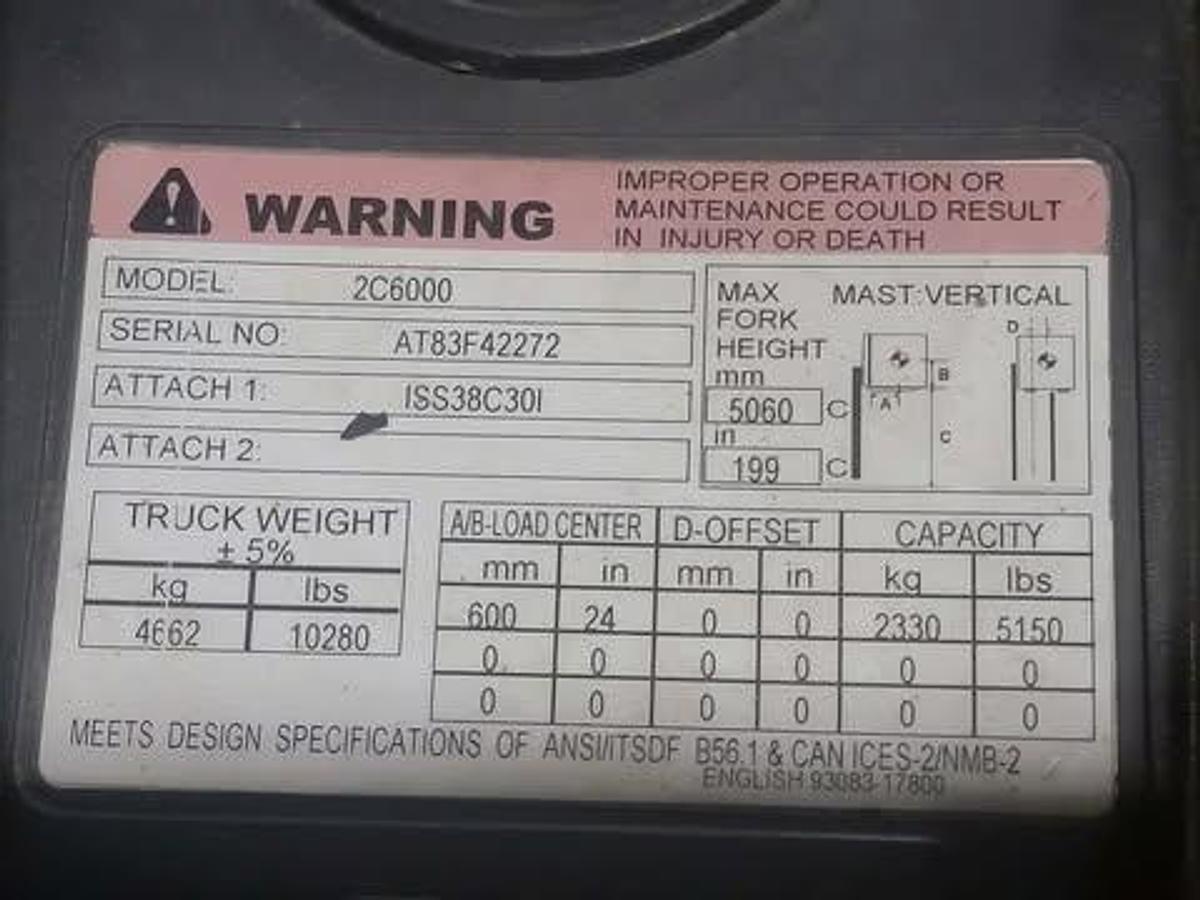 WARNING
IMPROPER OPERATION OR
MAINTENANCE COULD RESULT
IN INJURY OR DEATH
MODEL: 2C6000
SERIAL NO: AT83F42272
ATTACH 1: ISS38C30I
ATTACH 2:
MAX FORK HEIGHT
MAST:VERTICAL
mm
5060 C
in
199 C
A
B
C
D
TRUCK WEIGHT
± 5%
kg lbs
4662 10280
A/B-LOAD CENTER D-OFFSET CAPACITY
mm in mm in kg lbs
600 24 0 0 2330 5150
0 0 0 0 0 0
0 0 0 0 0 0
MEETS DESIGN SPECIFICATIONS OF ANSI/ITSDF B56.1 & CAN ICES-2/NMB-2
ENGLISH 93083-17800